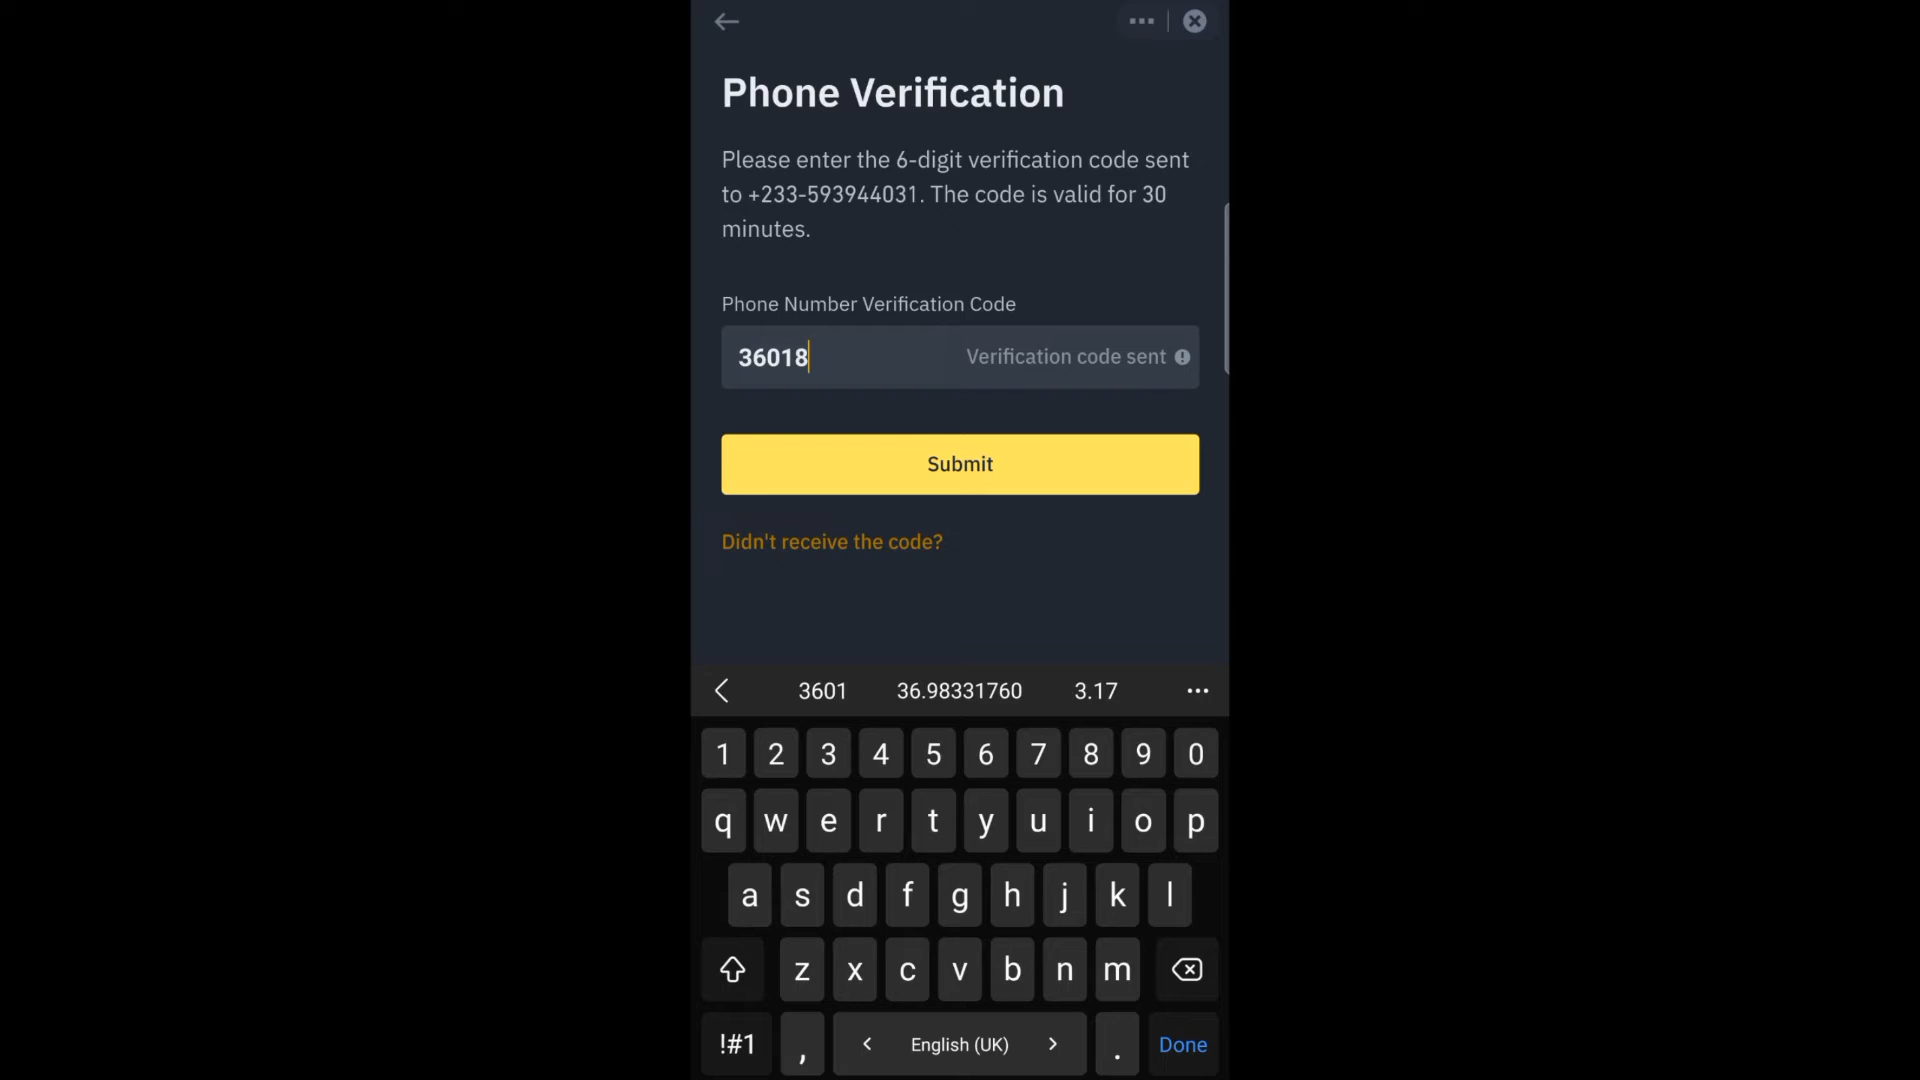 Phone Verification
Please enter the 6-digit verification code sent
to +233-593944031. The code is valid for 30
minutes.
Phone Number Verification Code
36018 Verification code sent
Submit
Didn't receive the code?
3601 36.98331760 3.17
1 2 3 4 5 6 7 8 9 0
q w e r t y u i o p
a s d f g h j k l
z x c v b n m
!#1 , < English (UK) > . Done